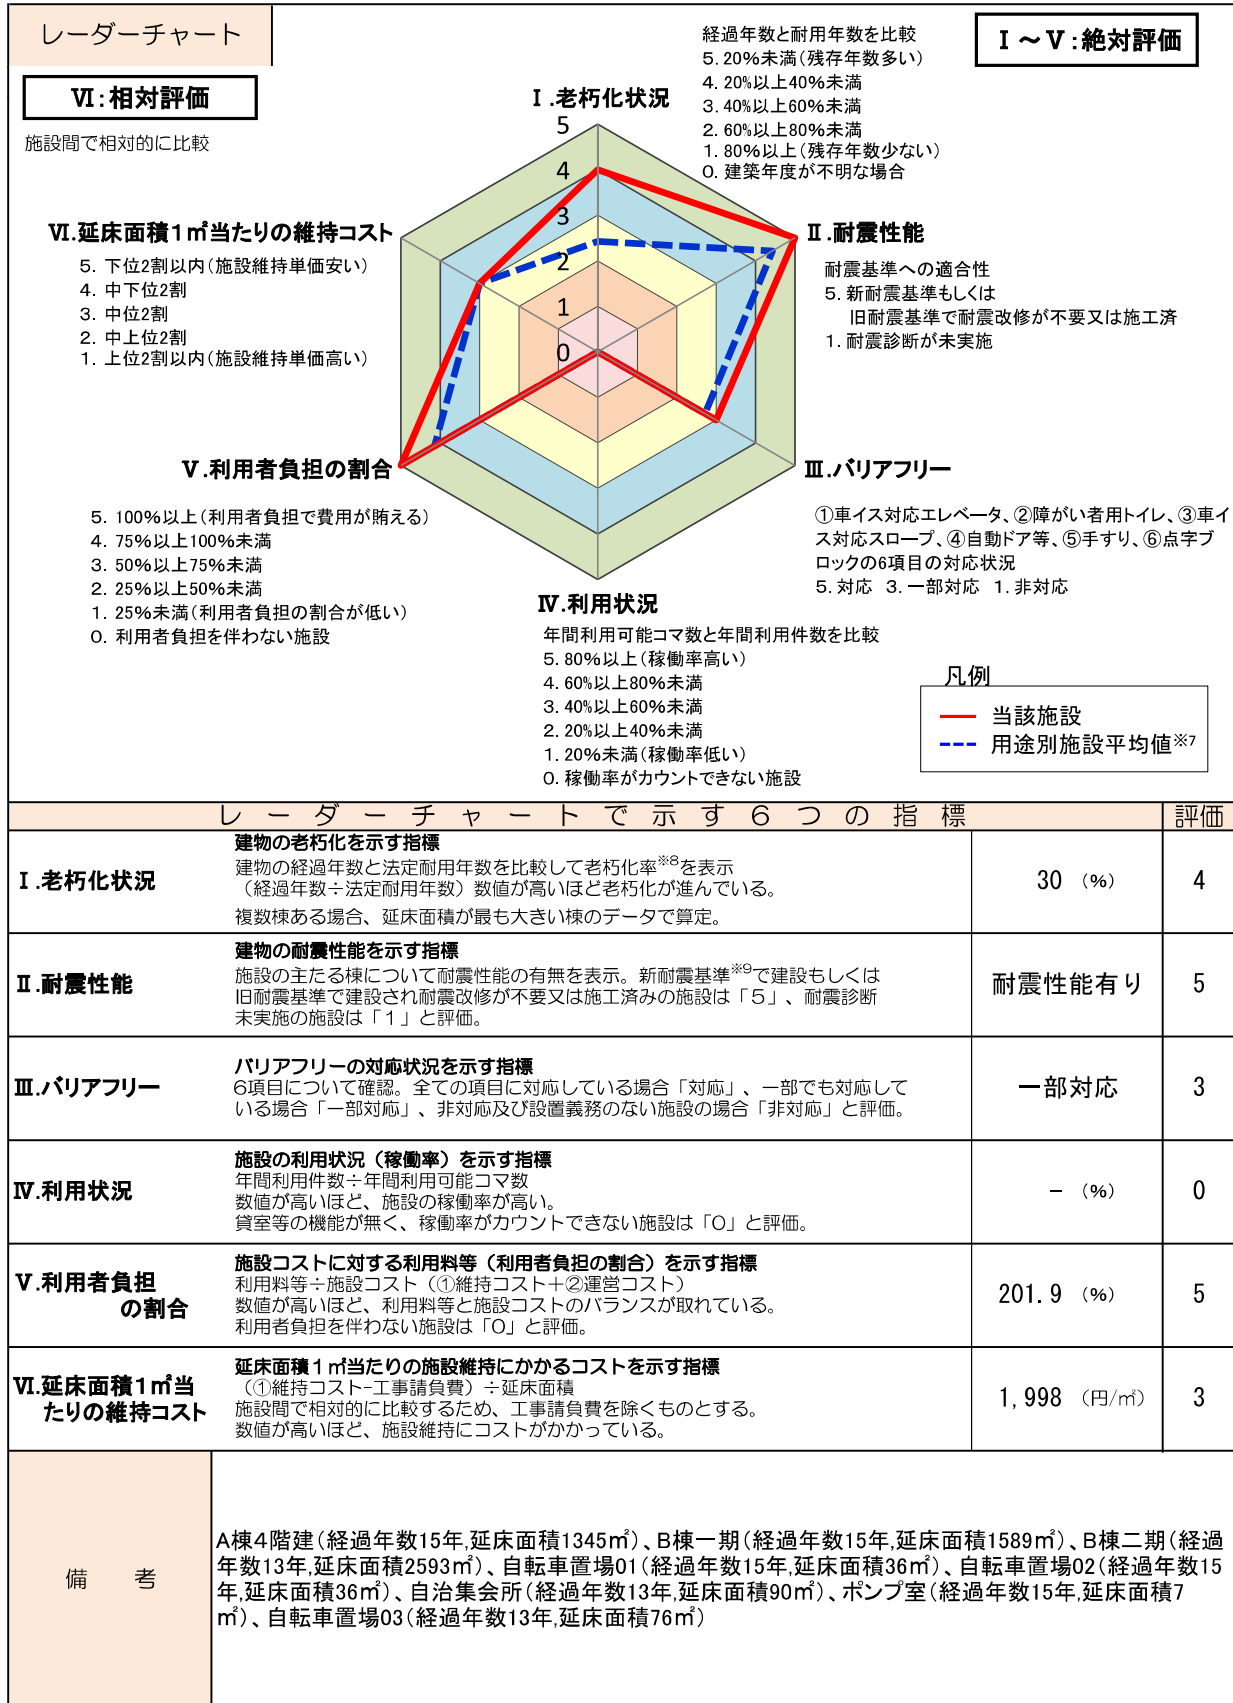 レーダーチャート
Ⅰ～Ⅴ:絶対評価
Ⅵ:相対評価
施設間で相対的に比較
Ⅰ.老朽化状況
経過年数と耐用年数を比較
5. 20%未満(残存年数多い)
4. 20%以上40%未満
3. 40%以上60%未満
2. 60%以上80%未満
1. 80%以上(残存年数少ない)
0. 建築年度が不明な場合
5
4
3
2
1
0
Ⅱ.耐震性能
耐震基準への適合性
5. 新耐震基準もしくは
旧耐震基準で耐震改修が不要又は施工済
1. 耐震診断が未実施
Ⅵ.延床面積1㎡当たりの維持コスト
5. 下位2割以内(施設維持単価安い)
4. 中下位2割
3. 中位2割
2. 中上位2割
1. 上位2割以内(施設維持単価高い)
Ⅴ.利用者負担の割合
5. 100%以上(利用者負担で費用が賄える)
4. 75%以上100%未満
3. 50%以上75%未満
2. 25%以上50%未満
1. 25%未満(利用者負担の割合が低い)
0. 利用者負担を伴わない施設
Ⅲ.バリアフリー
①車イス対応エレベータ、②障がい者用トイレ、③車イ
ス対応スロープ、④自動ドア等、⑤手すり、⑥点字ブ
ロックの6項目の対応状況
5. 対応 3. 一部対応 1. 非対応
Ⅳ.利用状況
年間利用可能コマ数と年間利用件数を比較
5. 80%以上(稼働率高い)
4. 60%以上80%未満
3. 40%以上60%未満
2. 20%以上40%未満
1. 20%未満(稼働率低い)
0. 稼働率がカウントできない施設
凡例
当該施設
用途別施設平均値※7
レーダーチャートで示す6つの指標 評価
Ⅰ.老朽化状況
建物の老朽化を示す指標
建物の経過年数と法定耐用年数を比較して老朽化率※8を表示
（経過年数÷法定耐用年数）数値が高いほど老朽化が進んでいる。
複数棟ある場合、延床面積が最も大きい棟のデータで算定。
30 (%) 4
Ⅱ.耐震性能
建物の耐震性能を示す指標
施設の主たる棟について耐震性能の有無を表示。新耐震基準※9で建設もしくは
旧耐震基準で建設され耐震改修が不要又は施工済みの施設は「5」、耐震診断
未実施の施設は「1」と評価。
耐震性能有り 5
Ⅲ.バリアフリー
バリアフリーの対応状況を示す指標
6項目について確認。全ての項目に対応している場合「対応」、一部でも対応して
いる場合「一部対応」、非対応及び設置義務のない施設の場合「非対応」と評価。
一部対応 3
Ⅳ.利用状況
施設の利用状況（稼働率）を示す指標
年間利用件数÷年間利用可能コマ数
数値が高いほど、施設の稼働率が高い。
貸室等の機能が無く、稼働率がカウントできない施設は「0」と評価。
－ (%) 0
Ⅴ.利用者負担
の割合
施設コストに対する利用料等（利用者負担の割合）を示す指標
利用料等÷施設コスト（①維持コスト＋②運営コスト）
数値が高いほど、利用料等と施設コストのバランスが取れている。
利用者負担を伴わない施設は「0」と評価。
201.9 (%) 5
Ⅵ.延床面積1㎡当
たりの維持コスト
延床面積1㎡当たりの施設維持にかかるコストを示す指標
（①維持コスト-工事請負費）÷延床面積
施設間で相対的に比較するため、工事請負費を除くものとする。
数値が高いほど、施設維持にコストがかかっている。
1,998 (円/㎡) 3
備 考
A棟4階建(経過年数15年,延床面積1345㎡)、B棟一期(経過年数15年,延床面積1589㎡)、B棟二期(経過
年数13年,延床面積2593㎡)、自転車置場01(経過年数15年,延床面積36㎡)、自転車置場02(経過年数15
年,延床面積36㎡)、自治集会所(経過年数13年,延床面積90㎡)、ポンプ室(経過年数15年,延床面積7
㎡)、自転車置場03(経過年数13年,延床面積76㎡)